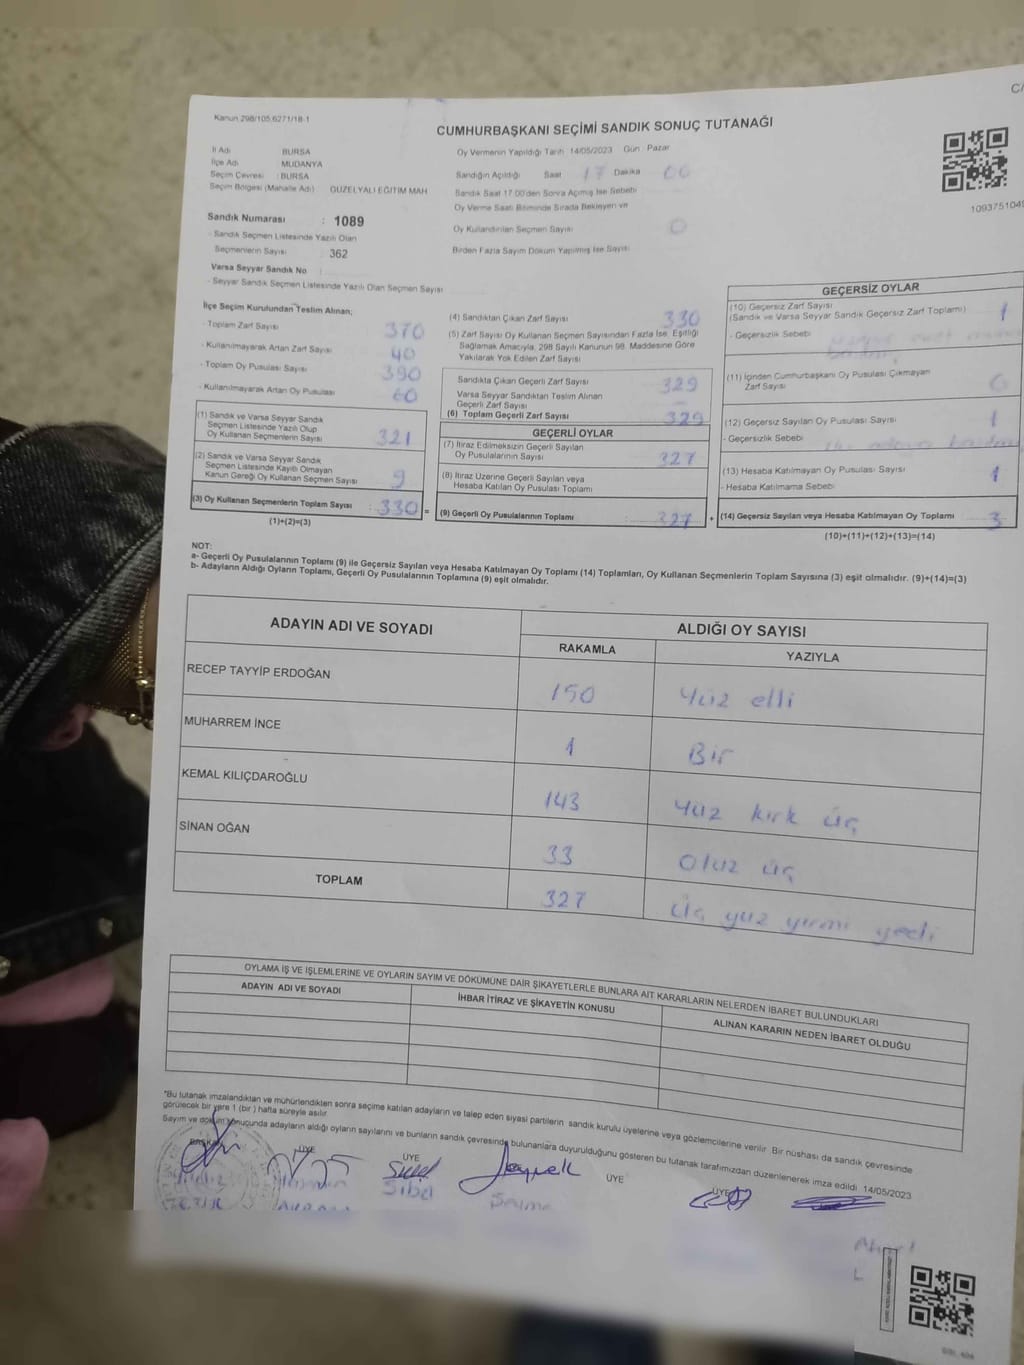 C/
Kanun 298/105,6271/18-1
CUMHURBAŞKANI SEÇİMİ SANDIK SONUÇ TUTANAĞI
İl Adı : BURSA
İlçe Adı : MUDANYA
Seçim Çevresi : BURSA
Seçim Bölgesi (Mahalle Adı) GÜZELYALI EĞİTİM MAH
Oy Vermenin Yapıldığı Tarih 14/05/2023 Gün : Pazar
Sandığın Açıldığı Saat 17 Dakika 00
Sandık Saat 17.00'den Sonra Açılmış İse Sebebi
Oy Verme Saati Bitiminde Sırada Bekleyen ve
Oy Kullandırılan Seçmen Sayısı 0
Birden Fazla Sayım Döküm Yapılmış İse Sayısı
1093751049
Sandık Numarası : 1089
- Sandık Seçmen Listesinde Yazılı Olan
Seçmenlerin Sayısı : 362
Varsa Seyyar Sandık No
- Seyyar Sandık Seçmen Listesinde Yazılı Olan Seçmen Sayısı
İlçe Seçim Kurulundan Teslim Alınan;
- Toplam Zarf Sayısı 370
- Kullanılmayarak Artan Zarf Sayısı 40
- Toplam Oy Pusulası Sayısı 390
- Kullanılmayarak Artan Oy Pusulası 60
(1) Sandık ve Varsa Seyyar Sandık
Seçmen Listesinde Yazılı Olup
Oy Kullanan Seçmenlerin Sayısı 321
(2) Sandık ve Varsa Seyyar Sandık
Seçmen Listesinde Kayıtlı Olmayan
Kanun Gereği Oy Kullanan Seçmen Sayısı 9
(3) Oy Kullanan Seçmenlerin Toplam Sayısı : 330 =
(1)+(2)=(3)
(4) Sandıktan Çıkan Zarf Sayısı 330
(5) Zarf Sayısı Oy Kullanan Seçmen Sayısından Fazla İse, Eşitliği
Sağlamak Amacıyla, 298 Sayılı Kanunun 98. Maddesine Göre
Yakılarak Yok Edilen Zarf Sayısı
Sandıkta Çıkan Geçerli Zarf Sayısı 329
Varsa Seyyar Sandıktan Teslim Alınan
Geçerli Zarf Sayısı
(6) Toplam Geçerli Zarf Sayısı 329
GEÇERLİ OYLAR
(7) İtiraz Edilmeksizin Geçerli Sayılan
Oy Pusulalarının Sayısı 327
(8) İtiraz Üzerine Geçerli Sayılan veya
Hesaba Katılan Oy Pusulası Toplamı
(9) Geçerli Oy Pusulalarının Toplamı : 327 +
GEÇERSİZ OYLAR
(10) Geçersiz Zarf Sayısı
(Sandık ve Varsa Seyyar Sandık Geçersiz Zarf Toplamı) 1
- Geçersizlik Sebebi
(11) İçinden Cumhurbaşkanı Oy Pusulası Çıkmayan
Zarf Sayısı 0
(12) Geçersiz Sayılan Oy Pusulası Sayısı 1
- Geçersizlik Sebebi
(13) Hesaba Katılmayan Oy Pusulası Sayısı 1
- Hesaba Katılmama Sebebi
(14) Geçersiz Sayılan veya Hesaba Katılmayan Oy Toplamı 3
(10)+(11)+(12)+(13)=(14)
NOT:
a- Geçerli Oy Pusulalarının Toplamı (9) ile Geçersiz Sayılan veya Hesaba Katılmayan Oy Toplamı (14) Toplamları, Oy Kullanan Seçmenlerin Toplam Sayısına (3) eşit olmalıdır. (9)+(14)=(3)
b- Adayların Aldığı Oyların Toplamı, Geçerli Oy Pusulalarının Toplamına (9) eşit olmalıdır.
ADAYIN ADI VE SOYADI
ALDIĞI OY SAYISI
RAKAMLA YAZIYLA
RECEP TAYYİP ERDOĞAN 150 Yüz elli
MUHARREM İNCE 1 Bir
KEMAL KILIÇDAROĞLU 143 Yüz kırk üç
SİNAN OĞAN 33 Otuz üç
TOPLAM 327 Üç yüz yirmi yedi
OYLAMA İŞ VE İŞLEMLERİNE VE OYLARIN SAYIM VE DÖKÜMÜNE DAİR ŞİKAYETLERLE BUNLARA AİT KARARLARIN NELERDEN İBARET BULUNDUKLARI
ADAYIN ADI VE SOYADI İHBAR İTİRAZ VE ŞİKAYETİN KONUSU ALINAN KARARIN NEDEN İBARET OLDUĞU
*Bu tutanak imzalandıktan ve mühürlendikten sonra seçime katılan adayların ve talep eden siyasi partilerin sandık kurulu üyelerine veya gözlemcilerine verilir. Bir nüshası da sandık çevresinde
görülecek bir yere 1 (bir) hafta süreyle asılır.
Sayım ve döküm sonucunda adayların aldığı oyların sayılarını ve bunların sandık çevresinde bulunanlara duyurulduğunu gösteren bu tutanak tarafımızdan düzenlenerek imza edildi 14/05/2023
BAŞKAN ÜYE ÜYE ÜYE ÜYE
Sibel